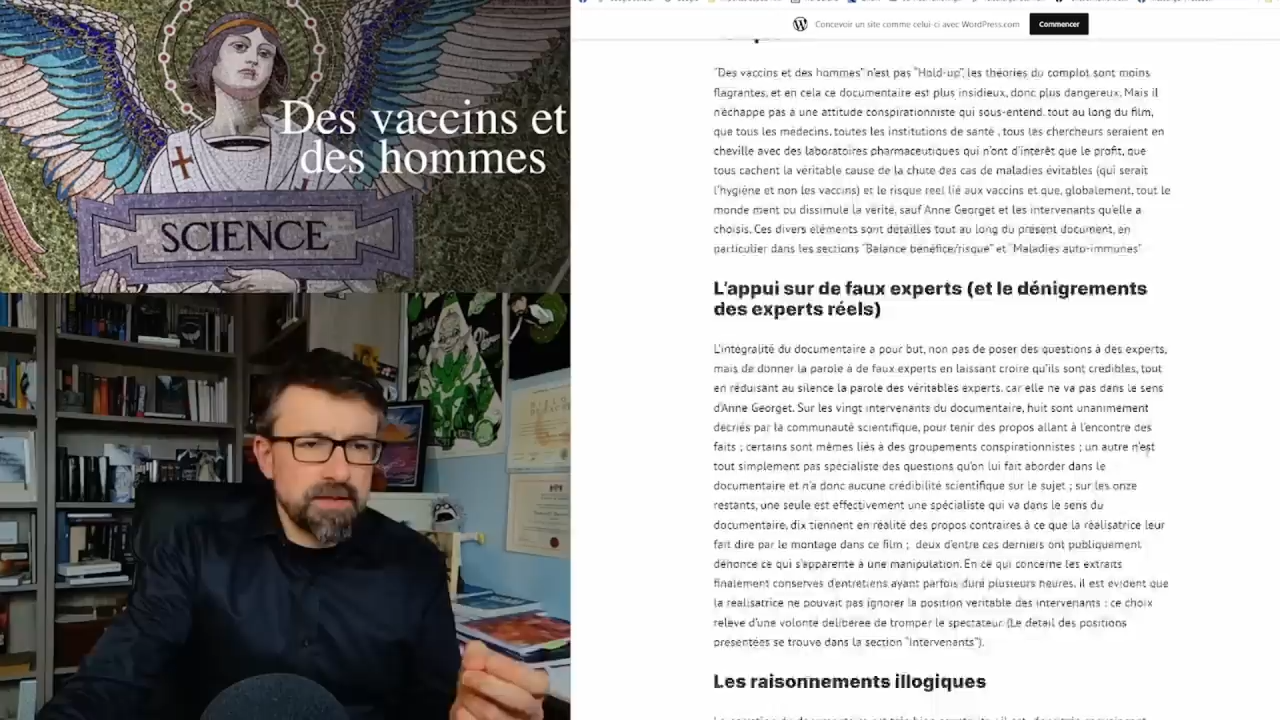 Des vaccins et
des hommes
SCIENCE
Concevoir un site comme celui-ci avec WordPress.com
Commencer
"Des vaccins et des hommes" n'est pas "Hold-up", les théories du complot sont moins
flagrantes, et en cela ce documentaire est plus insidieux, donc plus dangereux. Mais il
n'échappe pas à une attitude conspirationniste qui sous-entend, tout au long du film,
que tous les médecins, toutes les institutions de santé , tous les chercheurs seraient en
cheville avec des laboratoires pharmaceutiques qui n'ont d'intérêt que le profit, que
tous cachent la véritable cause de la chute des cas de maladies évitables (qui serait
l'hygiène et non les vaccins) et le risque réel lié aux vaccins et que, globalement, tout le
monde ment ou dissimule la vérité, sauf Anne Georget et les intervenants qu'elle a
choisis. Ces divers éléments sont détaillés tout au long du présent document, en
particulier dans les sections "Balance bénéfice/risque" et "Maladies auto-immunes"
L'appui sur de faux experts (et le dénigrements
des experts réels)
L'intégralité du documentaire a pour but, non pas de poser des questions à des experts,
mais de donner la parole à de faux experts en laissant croire qu'ils sont crédibles, tout
en réduisant au silence la parole des véritables experts, car elle ne va pas dans le sens
d'Anne Georget. Sur les vingt intervenants du documentaire, huit sont unanimement
décriés par la communauté scientifique, pour tenir des propos allant à l'encontre des
faits ; certains sont mêmes liés à des groupements conspirationnistes ; un autre n'est
tout simplement pas spécialiste des questions qu'on lui fait aborder dans le
documentaire et n'a donc aucune crédibilité scientifique sur le sujet ; sur les onze
restants, une seule est effectivement une spécialiste qui va dans le sens du
documentaire, dix tiennent en réalité des propos contraires à ce que la réalisatrice leur
fait dire par le montage dans ce film ; deux d'entre ces derniers ont publiquement
dénoncé ce qui s'apparente à une manipulation. En ce qui concerne les extraits
finalement conservés d'entretiens ayant parfois duré plusieurs heures, il est évident que
la réalisatrice ne pouvait pas ignorer la position véritable des intervenants : ce choix
relève d'une volonté délibérée de tromper le spectateur (Le détail des positions
présentées se trouve dans la section "Intervenants").
Les raisonnements illogiques